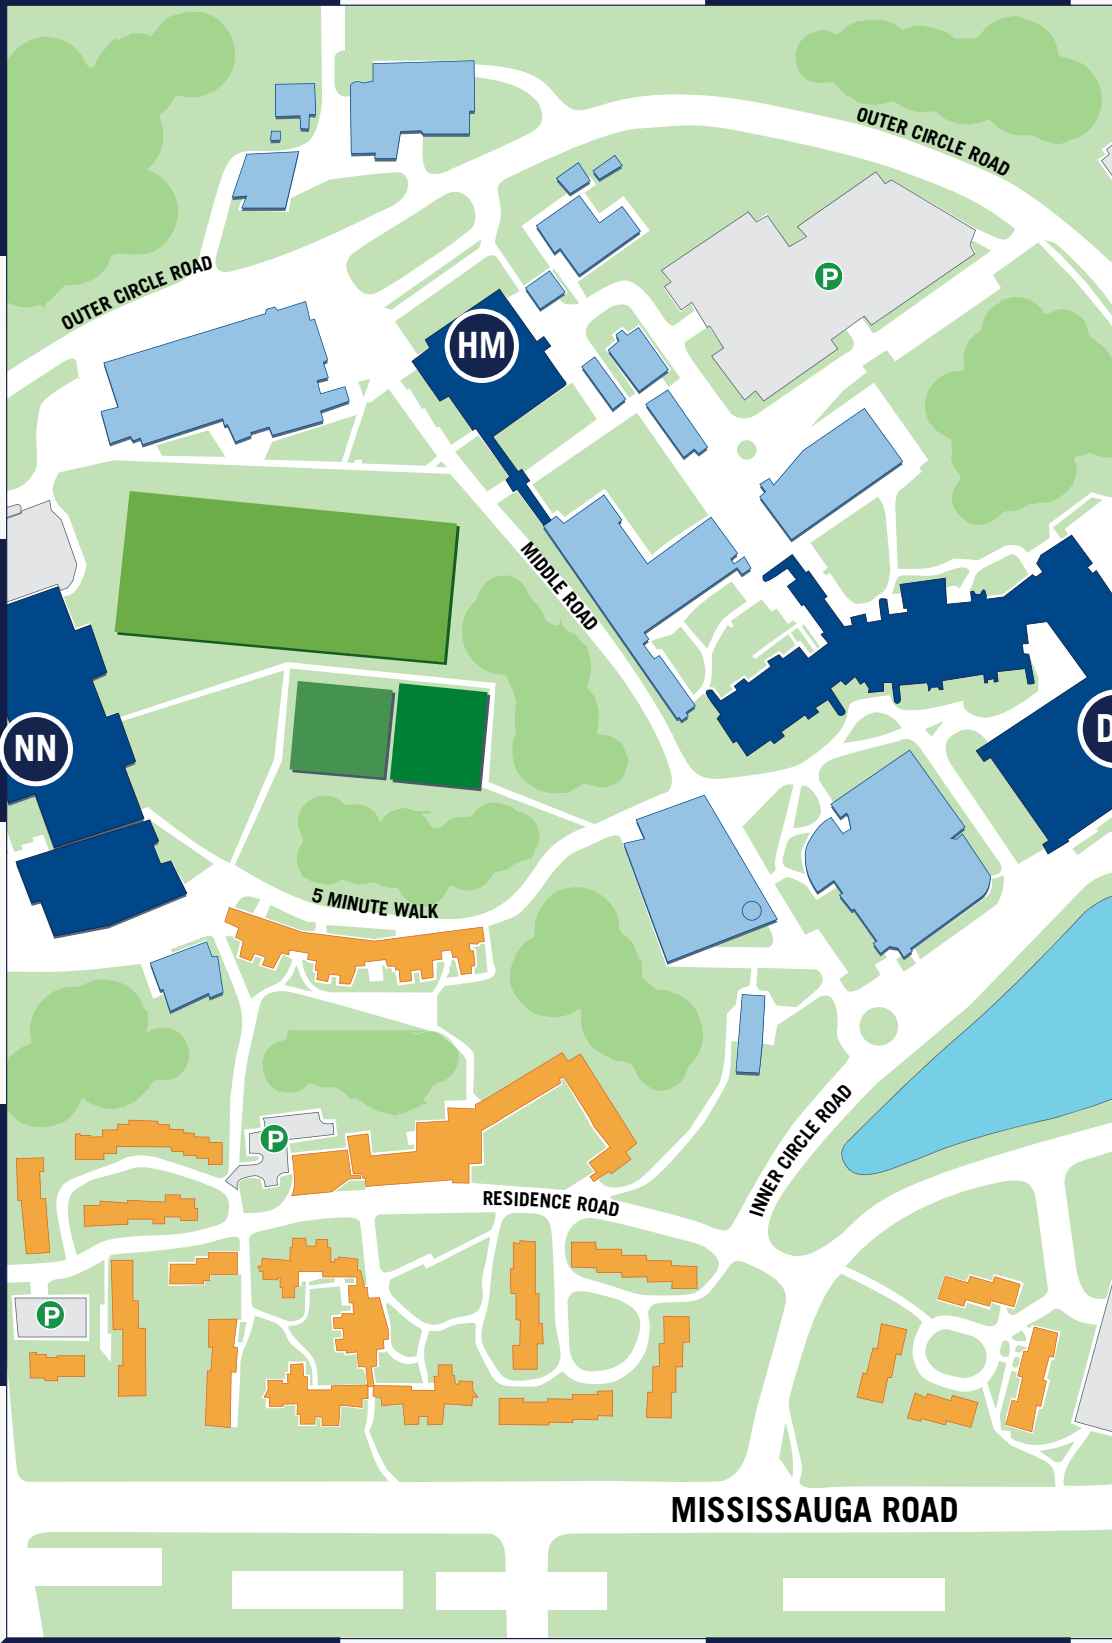 OUTER CIRCLE ROAD
P
OUTER CIRCLE ROAD
HM
MIDDLE ROAD
NN
D
5 MINUTE WALK
INNER CIRCLE ROAD
P
RESIDENCE ROAD
P
MISSISSAUGA ROAD